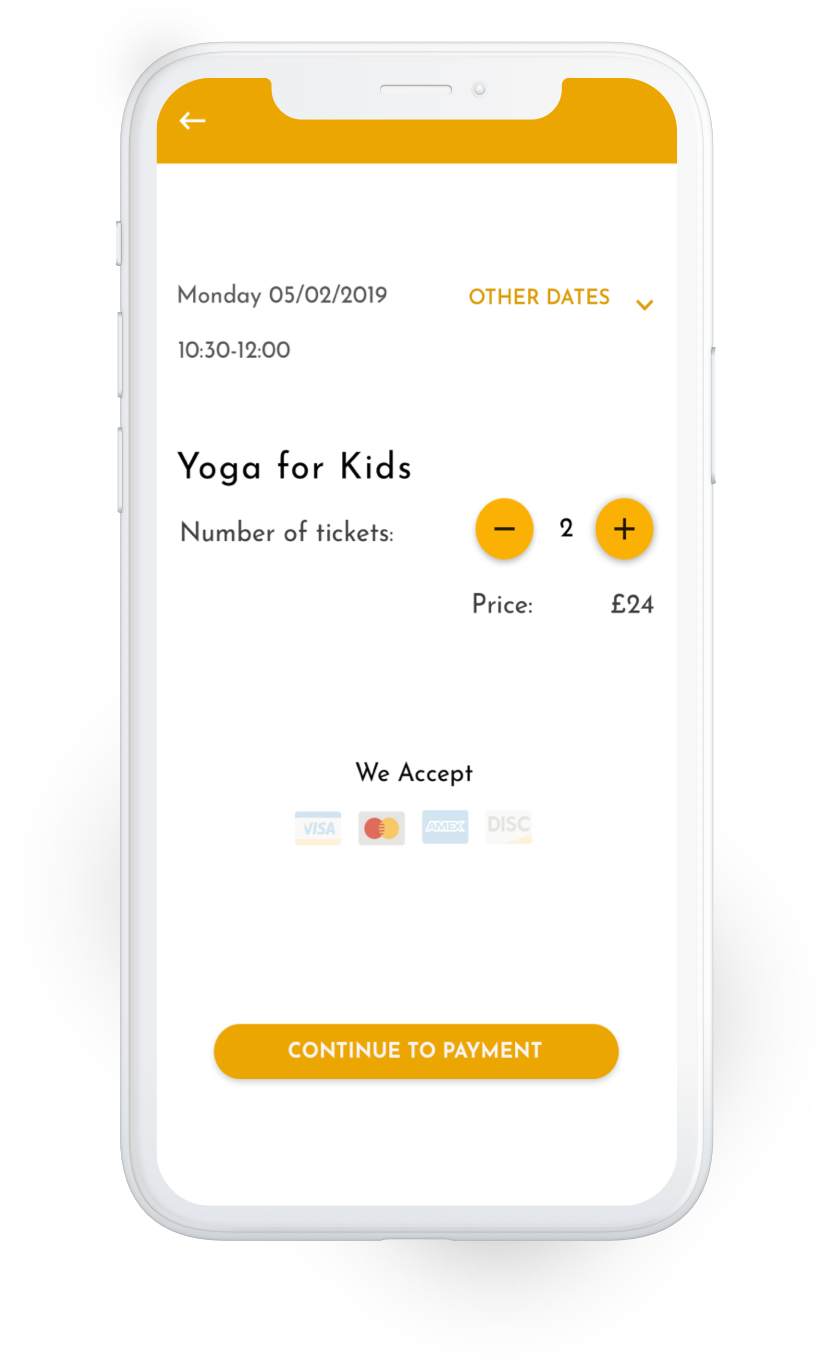 Monday 05/02/2019 OTHER DATES
10:30-12:00
Yoga for Kids
Number of tickets: − 2 +
Price: £24
We Accept
VISA AMEX DISC
CONTINUE TO PAYMENT